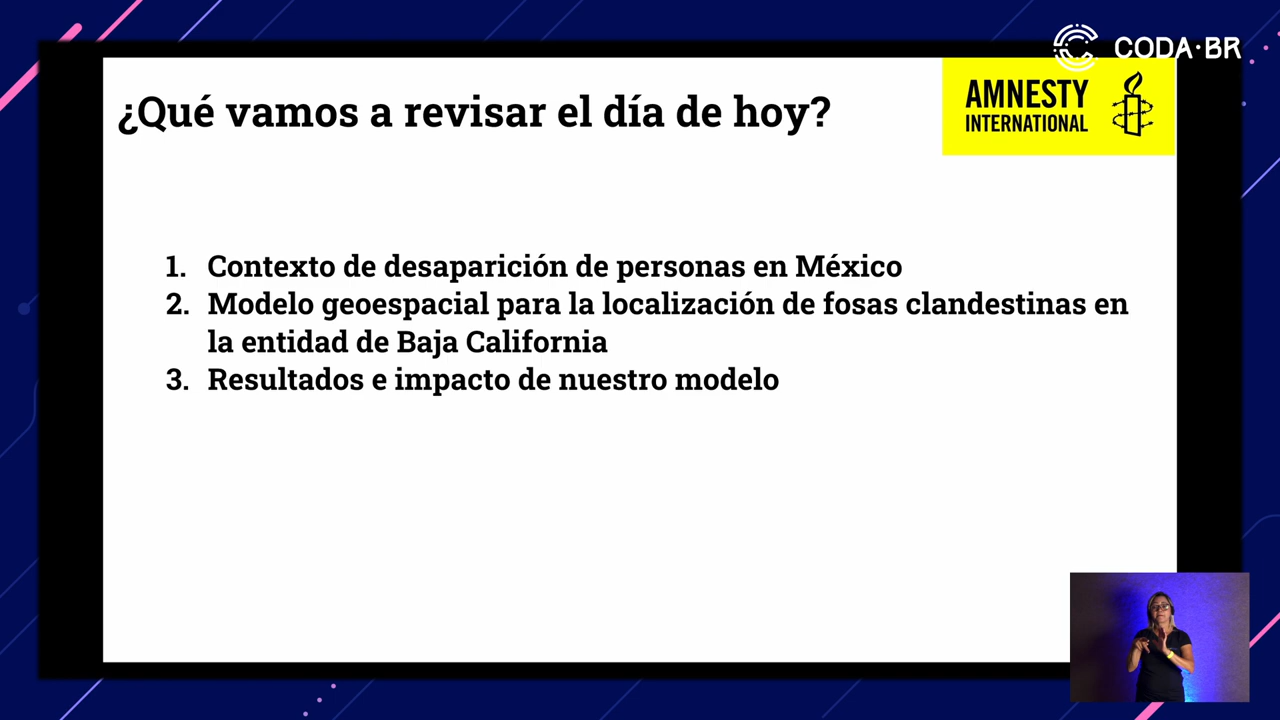 CODA·BR
AMNESTY
INTERNATIONAL
¿Qué vamos a revisar el día de hoy?
1. Contexto de desaparición de personas en México
2. Modelo geoespacial para la localización de fosas clandestinas en
la entidad de Baja California
3. Resultados e impacto de nuestro modelo